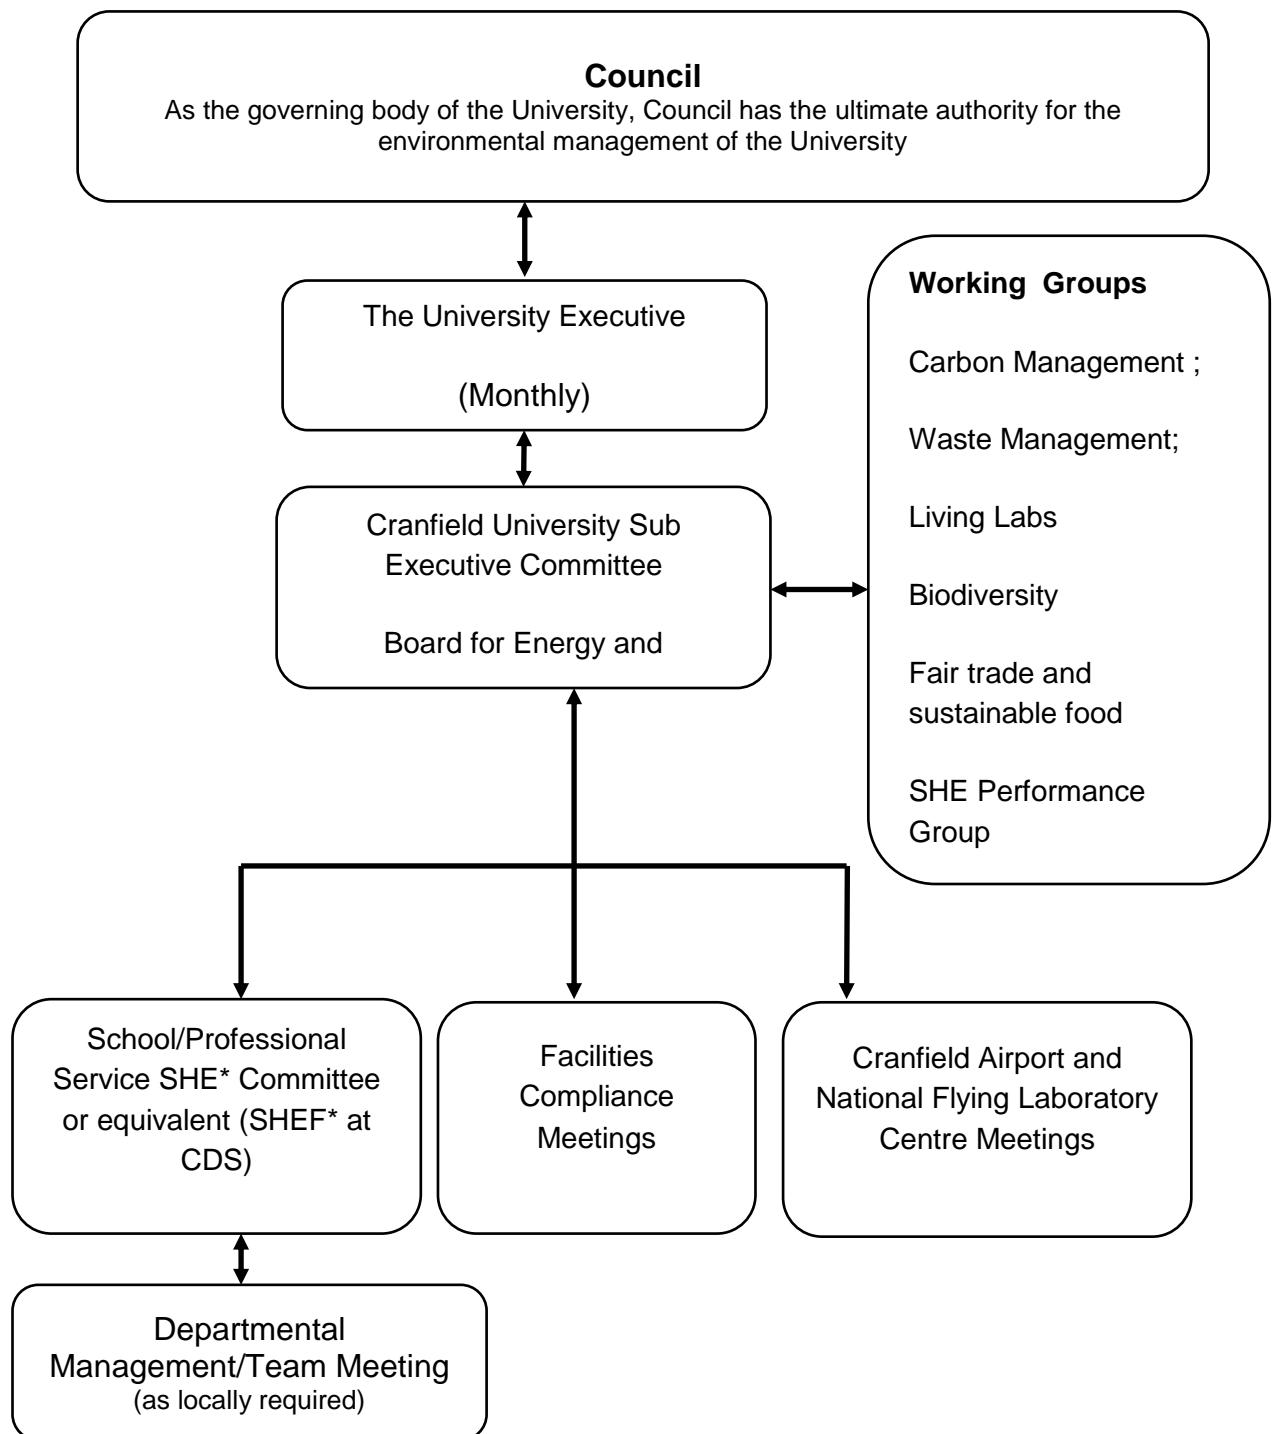 Council
As the governing body of the University, Council has the ultimate authority for the
environmental management of the University
The University Executive
(Monthly)
Cranfield University Sub
Executive Committee
Board for Energy and
Working  Groups
Carbon Management ;
Waste Management;
Living Labs
Biodiversity
Fair trade and
sustainable food
SHE Performance
Group
School/Professional
Service SHE* Committee
or equivalent (SHEF* at
CDS)
Facilities
Compliance
Meetings
Cranfield Airport and
National Flying Laboratory
Centre Meetings
Departmental
Management/Team Meeting
(as locally required)